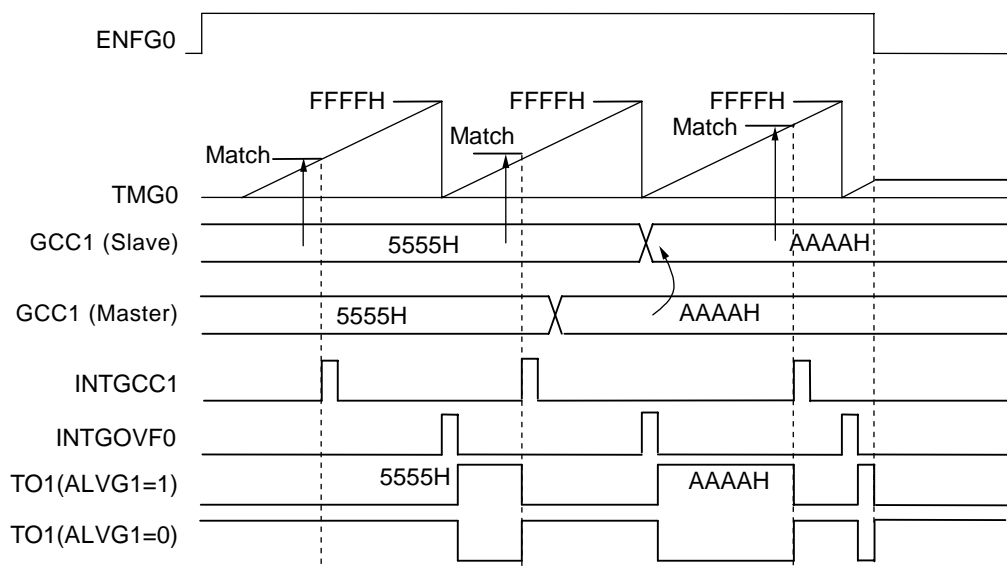 ENFG0
FFFFH FFFFH FFFFH
Match Match Match
TMG0
GCC1 (Slave) 5555H AAAAH
GCC1 (Master) 5555H AAAAH
INTGCC1
INTGOVF0
TO1(ALVG1=1) 5555H AAAAH
TO1(ALVG1=0)